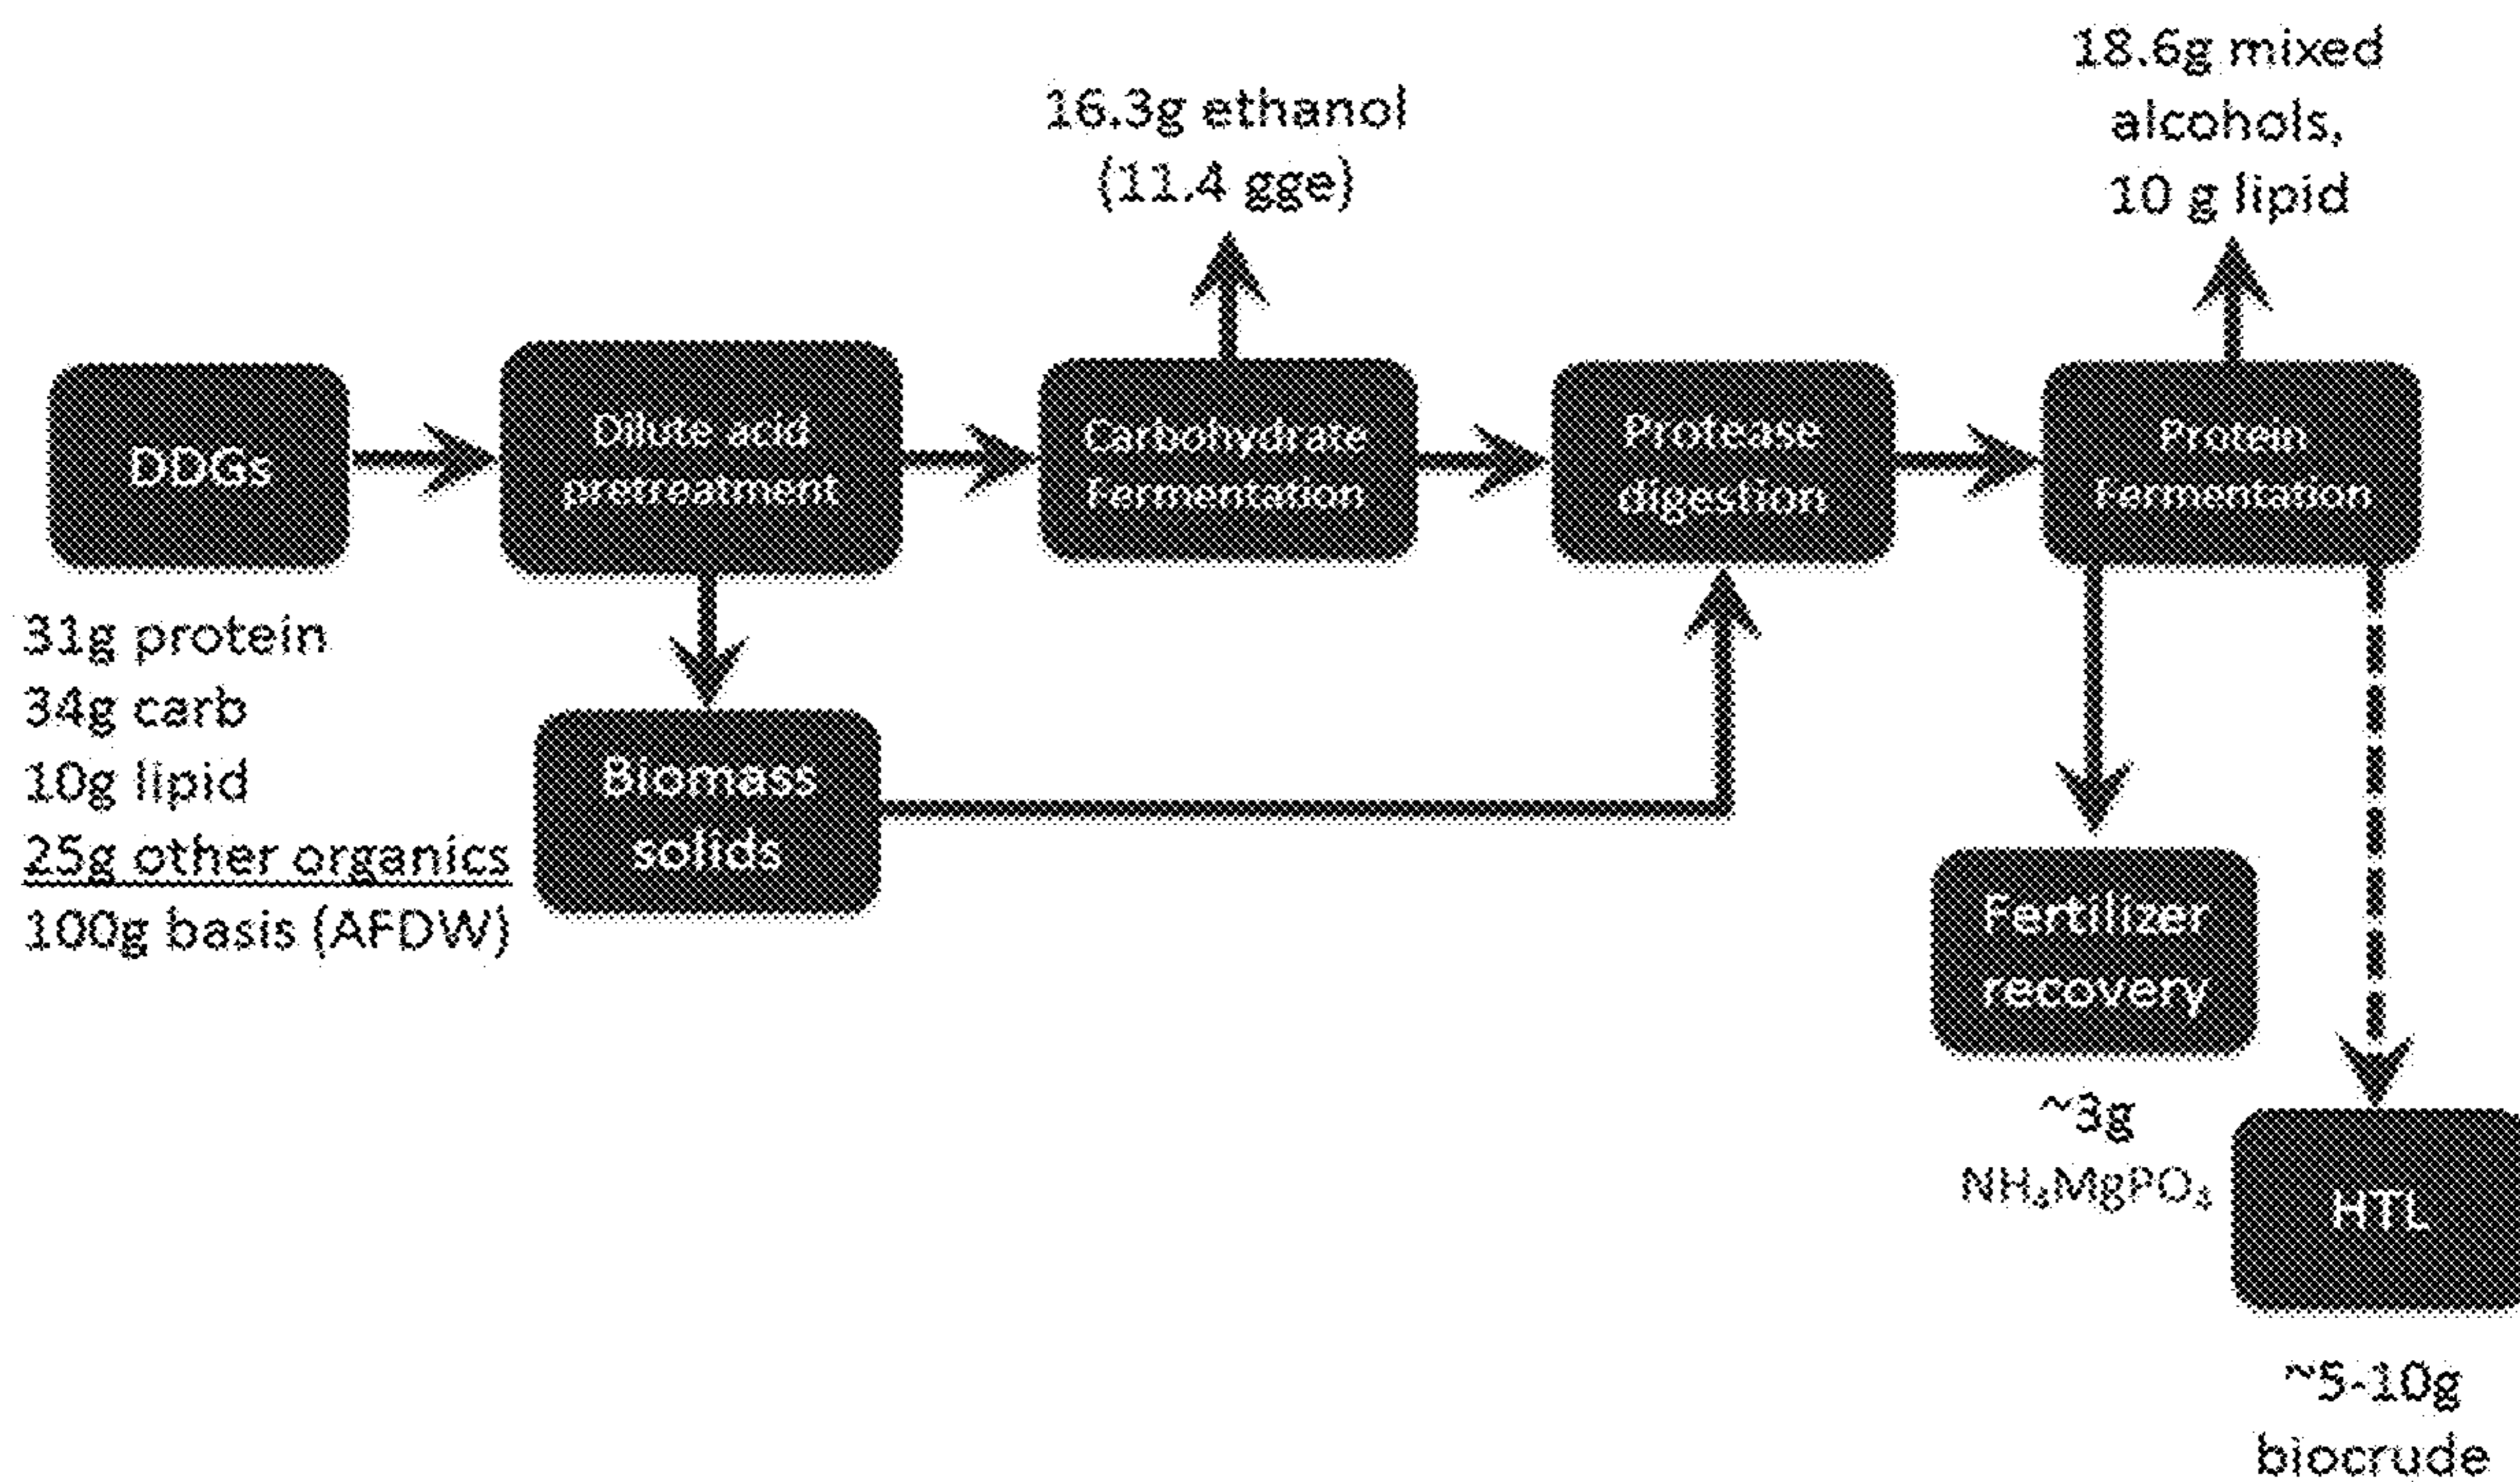 18.6g mixed
alcohols,
10 g lipid
16.3g ethanol
(11.4 gge)
DDGs
Dilute acid
pretreatment
Carbohydrate
Fermentation
Protease
digestion
Protein
Fermentation
31g protein
34g carb
10g lipid
25g other organics
100g basis (AFDW)
Biomass
solids
Fertilizer
recovery
~3g
NH₄MgPO₄
HTL
~5-10g
biocrude